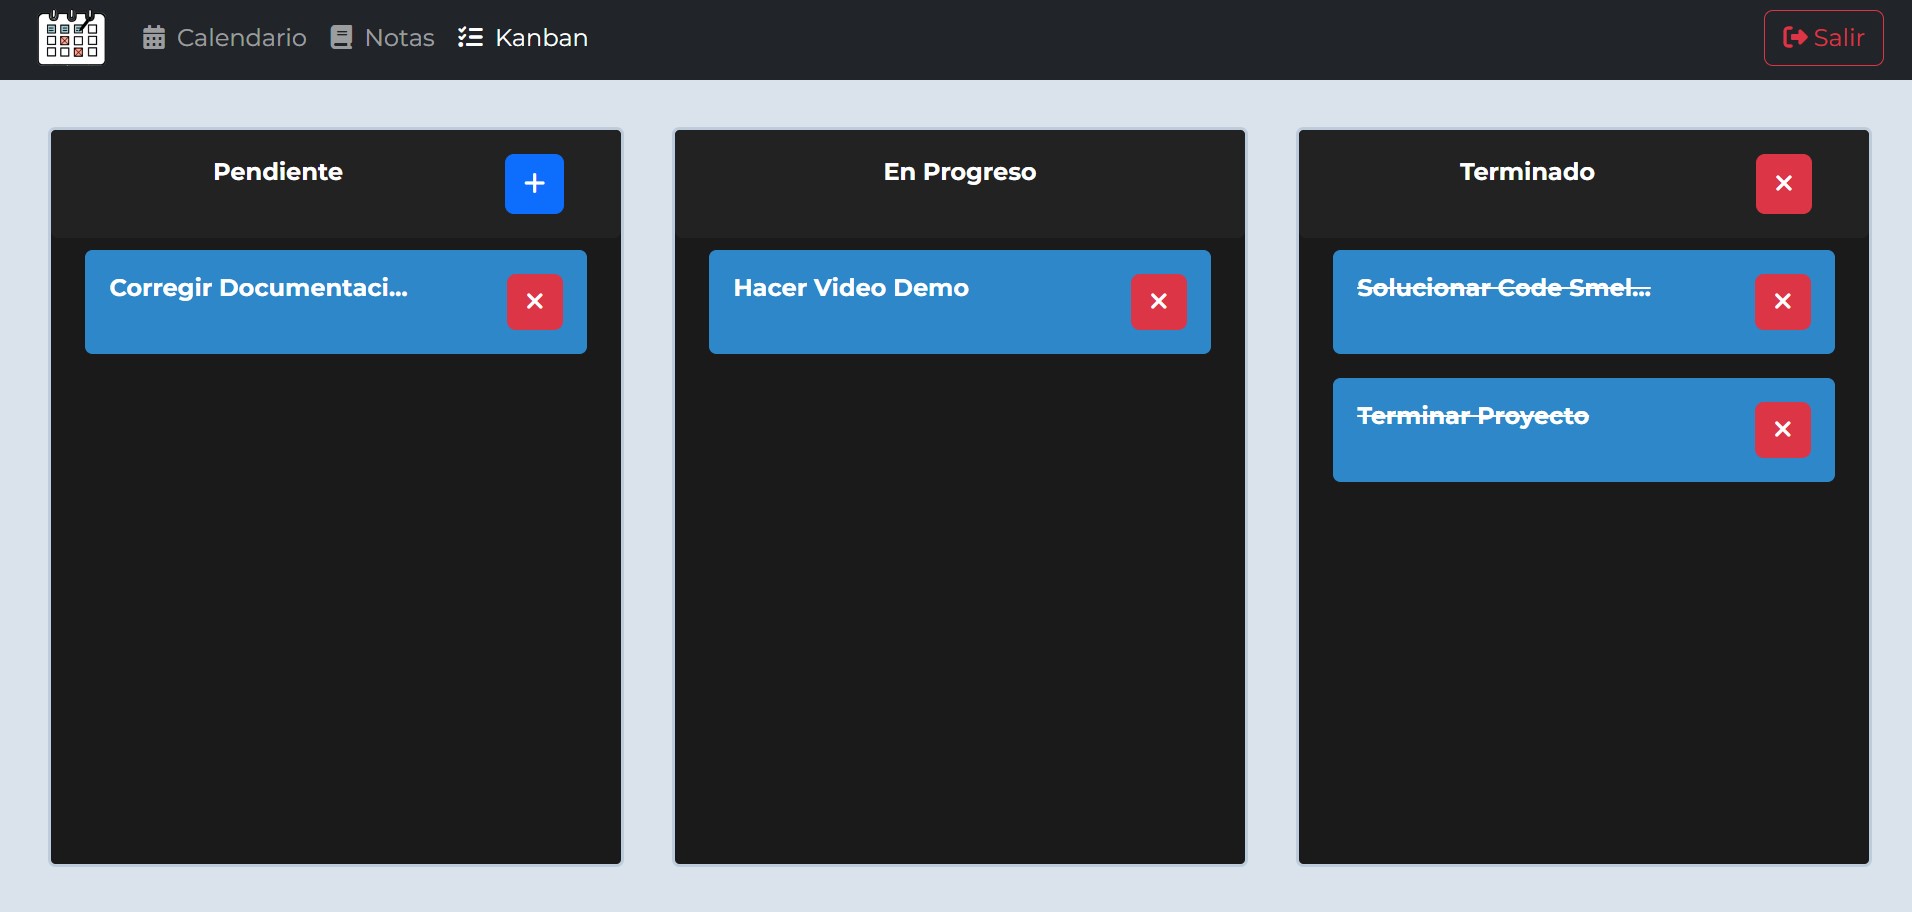 Calendario
Notas
Kanban
Salir
Pendiente
Corregir Documentaci...
En Progreso
Hacer Video Demo
Terminado
Solucionar Code Smel...
Terminar Proyecto